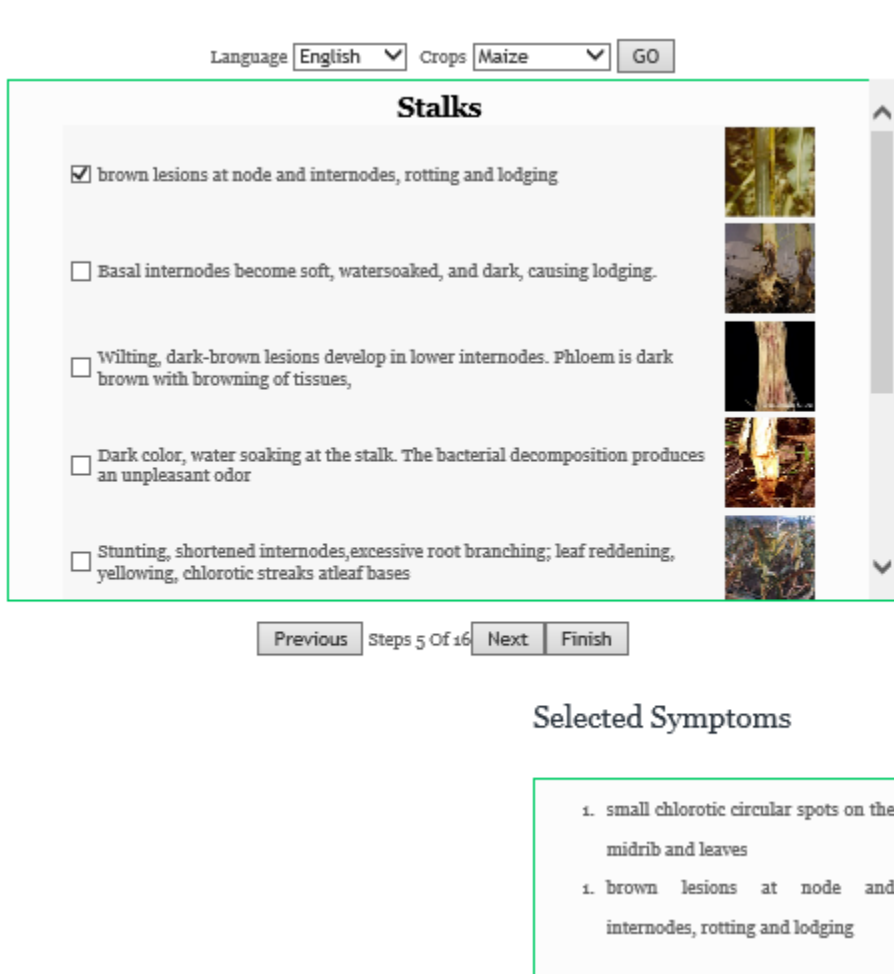 Language English Crops Maize GO
Stalks
brown lesions at node and internodes, rotting and lodging
Basal internodes become soft, watersoaked, and dark, causing lodging.
Wilting, dark-brown lesions develop in lower internodes. Phloem is dark
brown with browning of tissues,
Dark color, water soaking at the stalk. The bacterial decomposition produces
an unpleasant odor
Stunting, shortened internodes,excessive root branching; leaf reddening,
yellowing, chlorotic streaks atleaf bases
Previous Steps 5 Of 16 Next Finish
Selected Symptoms
1. small chlorotic circular spots on the
midrib and leaves
1. brown lesions at node and
internodes, rotting and lodging